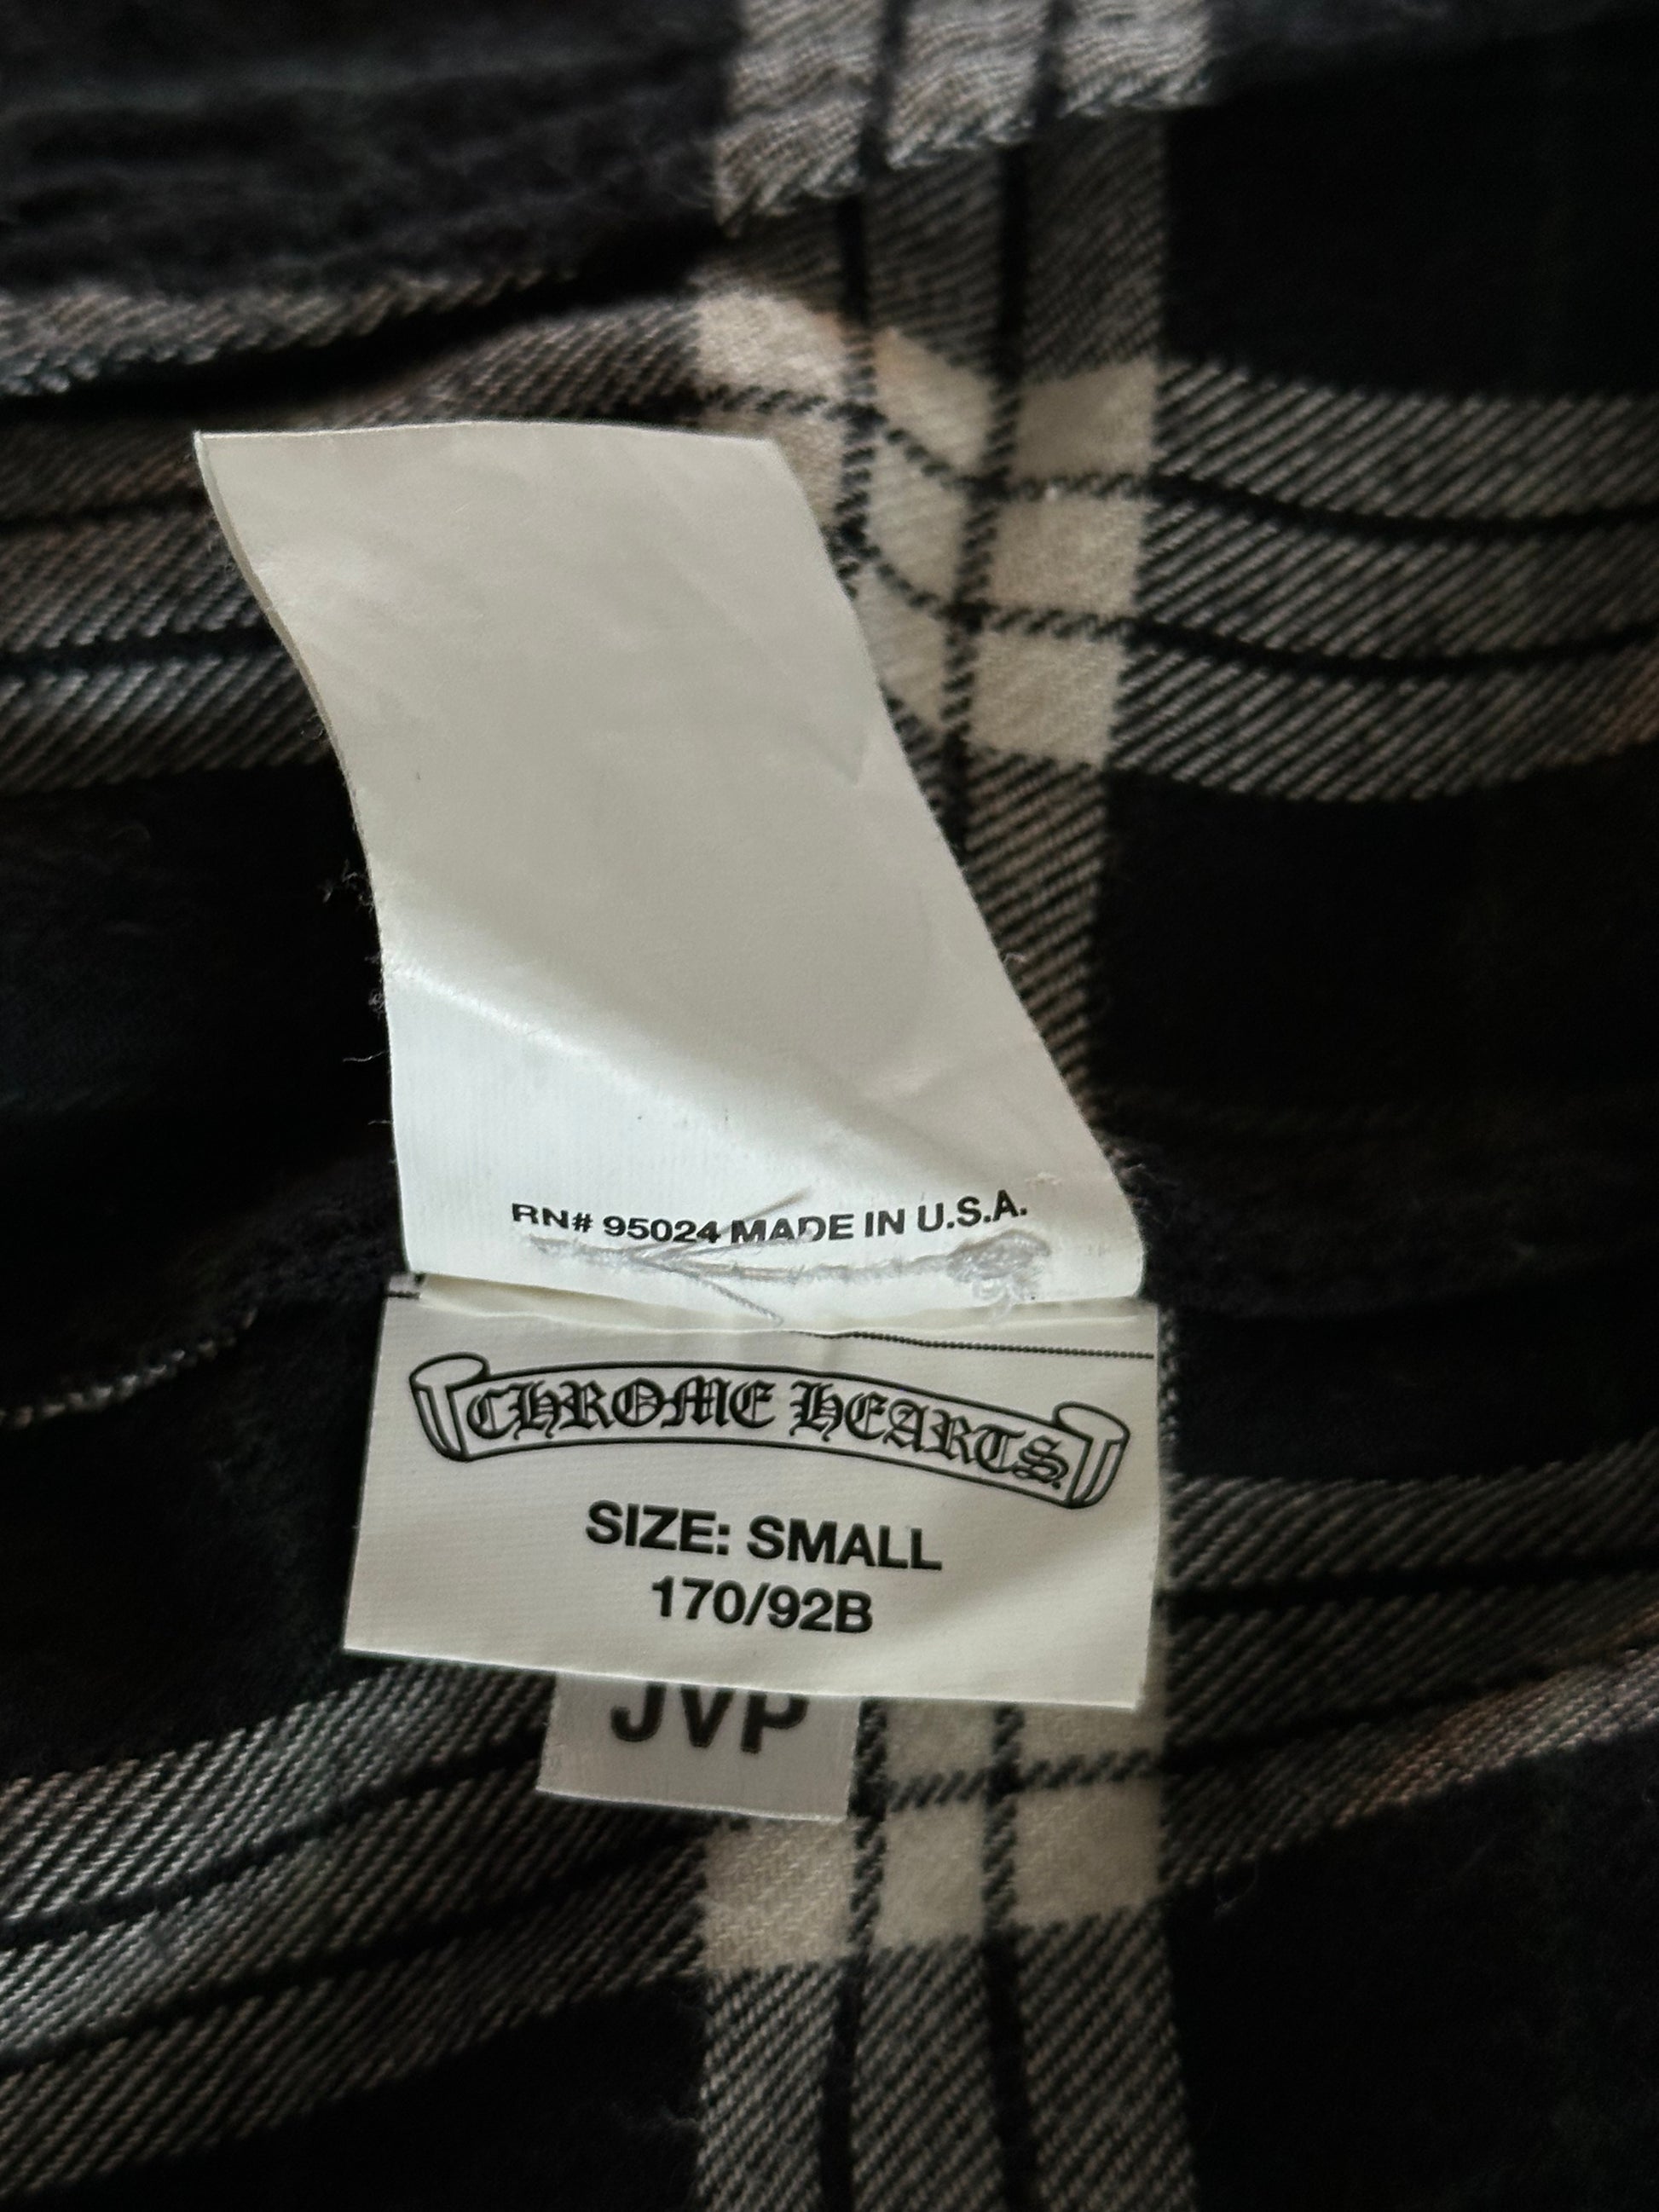 RN# 95024 MADE IN U.S.A.
CHROME HEARTS
SIZE: SMALL
170/92B
JVP